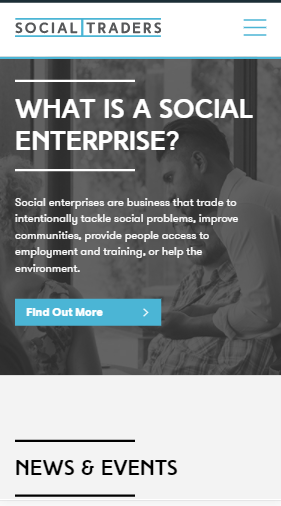 SOCIAL TRADERS
WHAT IS A SOCIAL
ENTERPRISE?
Social enterprises are business that trade to
intentionally tackle social problems, improve
communities, provide people access to
employment and training, or help the
environment.
Find Out More
NEWS & EVENTS